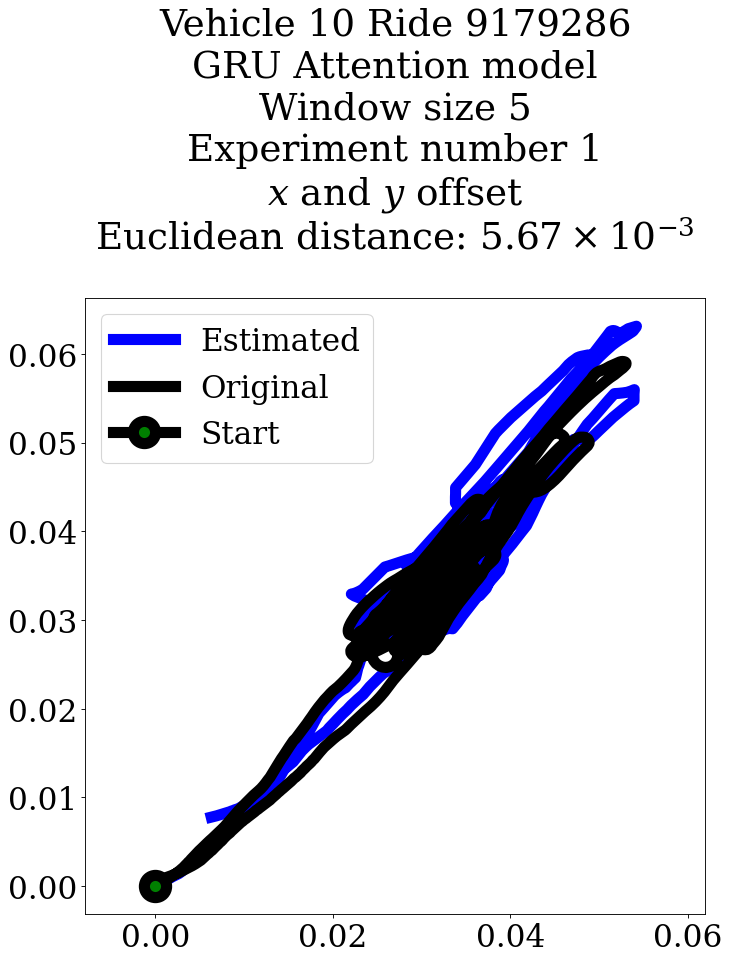 Vehicle 10 Ride 9179286
GRU Attention model
Window size 5
Experiment number 1
x and y offset
Euclidean distance: 5.67 × 10⁻³
Estimated
Original
Start
0.06
0.05
0.04
0.03
0.02
0.01
0.00
0.00 0.02 0.04 0.06